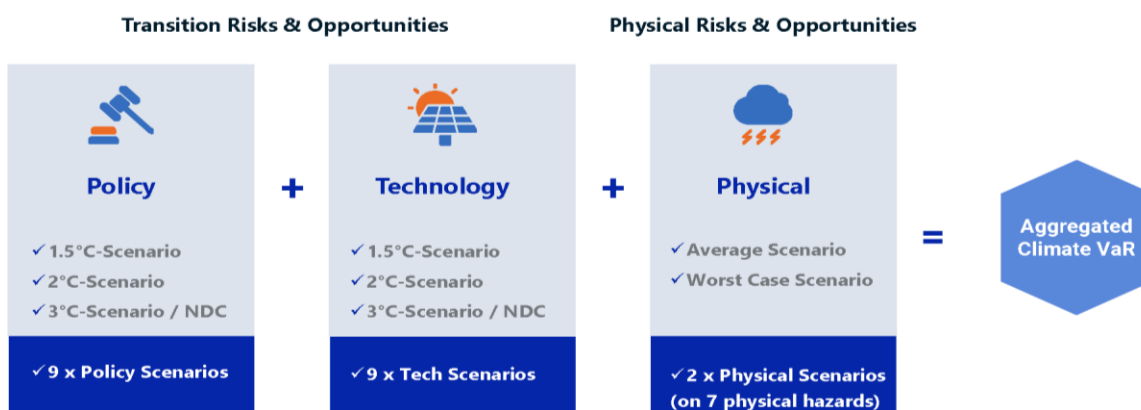 Transition Risks & Opportunities
Physical Risks & Opportunities
Policy
✓1.5°C-Scenario
✓2°C-Scenario
✓3°C-Scenario / NDC
✓9 x Policy Scenarios
+
Technology
✓1.5°C-Scenario
✓2°C-Scenario
✓3°C-Scenario / NDC
✓9 x Tech Scenarios
+
Physical
✓Average Scenario
✓Worst Case Scenario
✓2 x Physical Scenarios
(on 7 physical hazards)
=
Aggregated
Climate VaR